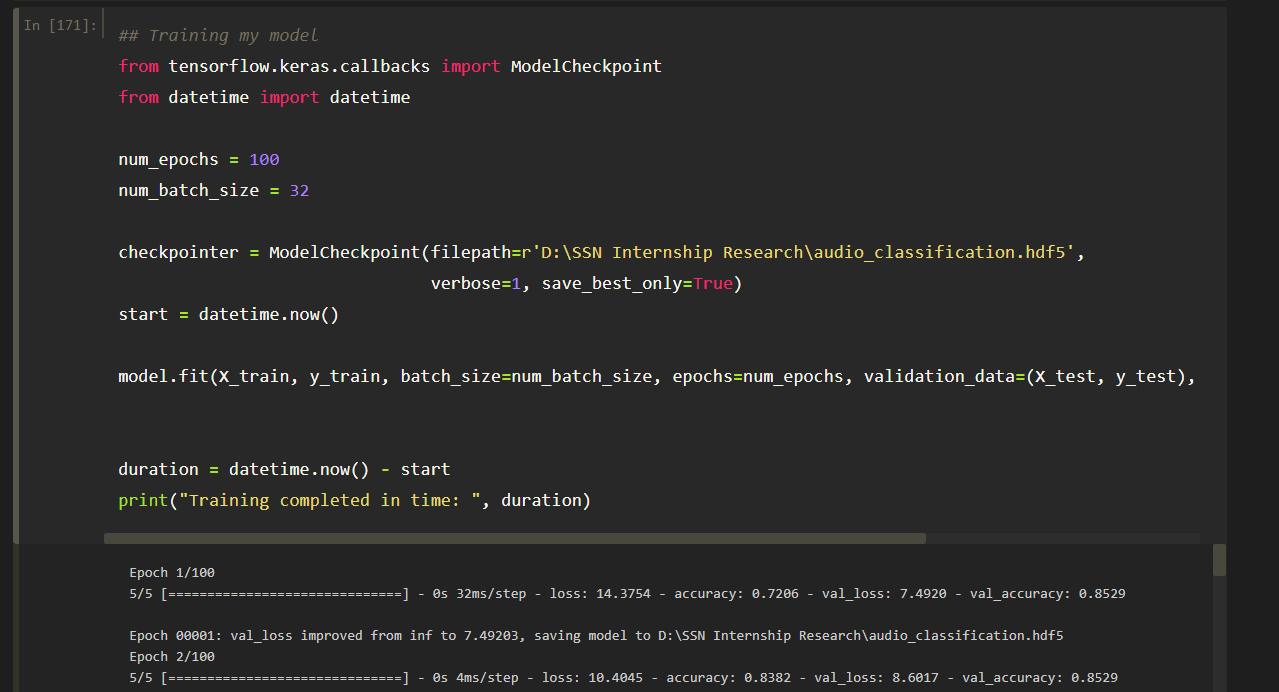 In [171]:
## Training my model
from tensorflow.keras.callbacks import ModelCheckpoint
from datetime import datetime
num_epochs = 100
num_batch_size = 32
checkpointer = ModelCheckpoint(filepath=r'D:\SSN Internship Research\audio_classification.hdf5',
verbose=1, save_best_only=True)
start = datetime.now()
model.fit(X_train, y_train, batch_size=num_batch_size, epochs=num_epochs, validation_data=(X_test, y_test),
duration = datetime.now() - start
print("Training completed in time: ", duration)
Epoch 1/100
5/5 [==============================] - 0s 32ms/step - loss: 14.3754 - accuracy: 0.7206 - val_loss: 7.4920 - val_accuracy: 0.8529
Epoch 00001: val_loss improved from inf to 7.49203, saving model to D:\SSN Internship Research\audio_classification.hdf5
Epoch 2/100
5/5 [==============================] - 0s 4ms/step - loss: 10.4045 - accuracy: 0.8382 - val_loss: 8.6017 - val_accuracy: 0.8529